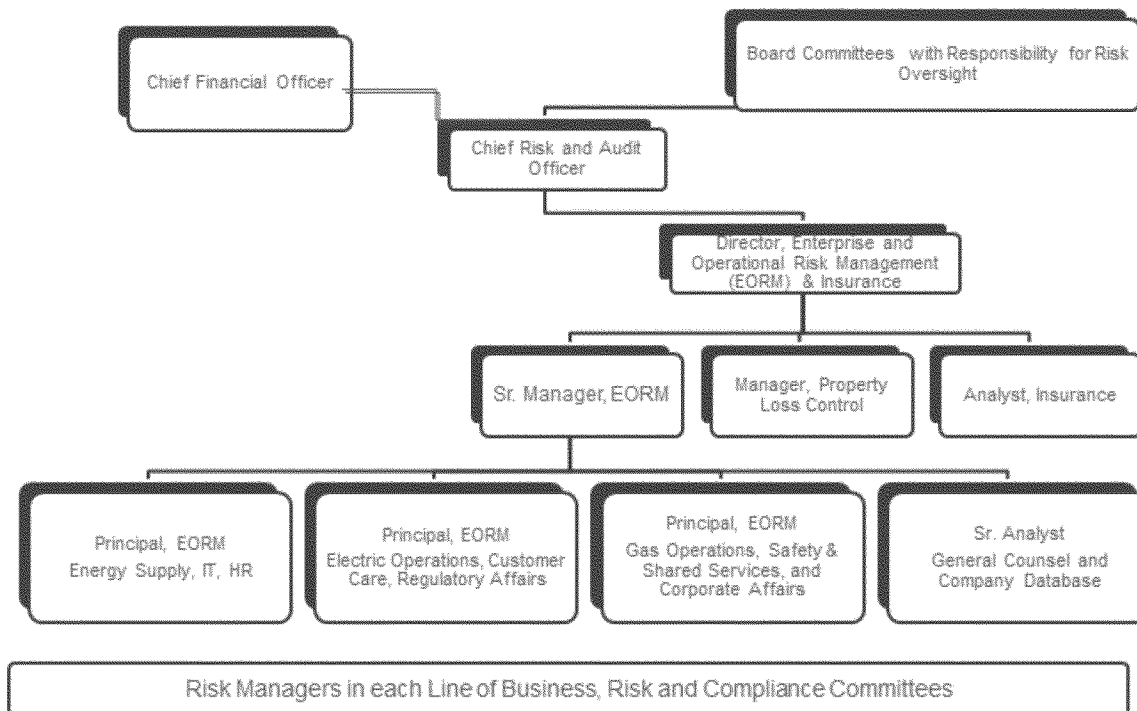 Chief Financial Officer
Board Committees with Responsibility for Risk
Oversight
Chief Risk and Audit
Officer
Director, Enterprise and
Operational Risk Management
(EORM) & Insurance
Sr. Manager, EORM
Manager, Property
Loss Control
Analyst, Insurance
Principal, EORM
Energy Supply, IT, HR
Principal, EORM
Electric Operations, Customer
Care, Regulatory Affairs
Principal, EORM
Gas Operations, Safety &
Shared Services, and
Corporate Affairs
Sr. Analyst
General Counsel and
Company Database
Risk Managers in each Line of Business, Risk and Compliance Committees